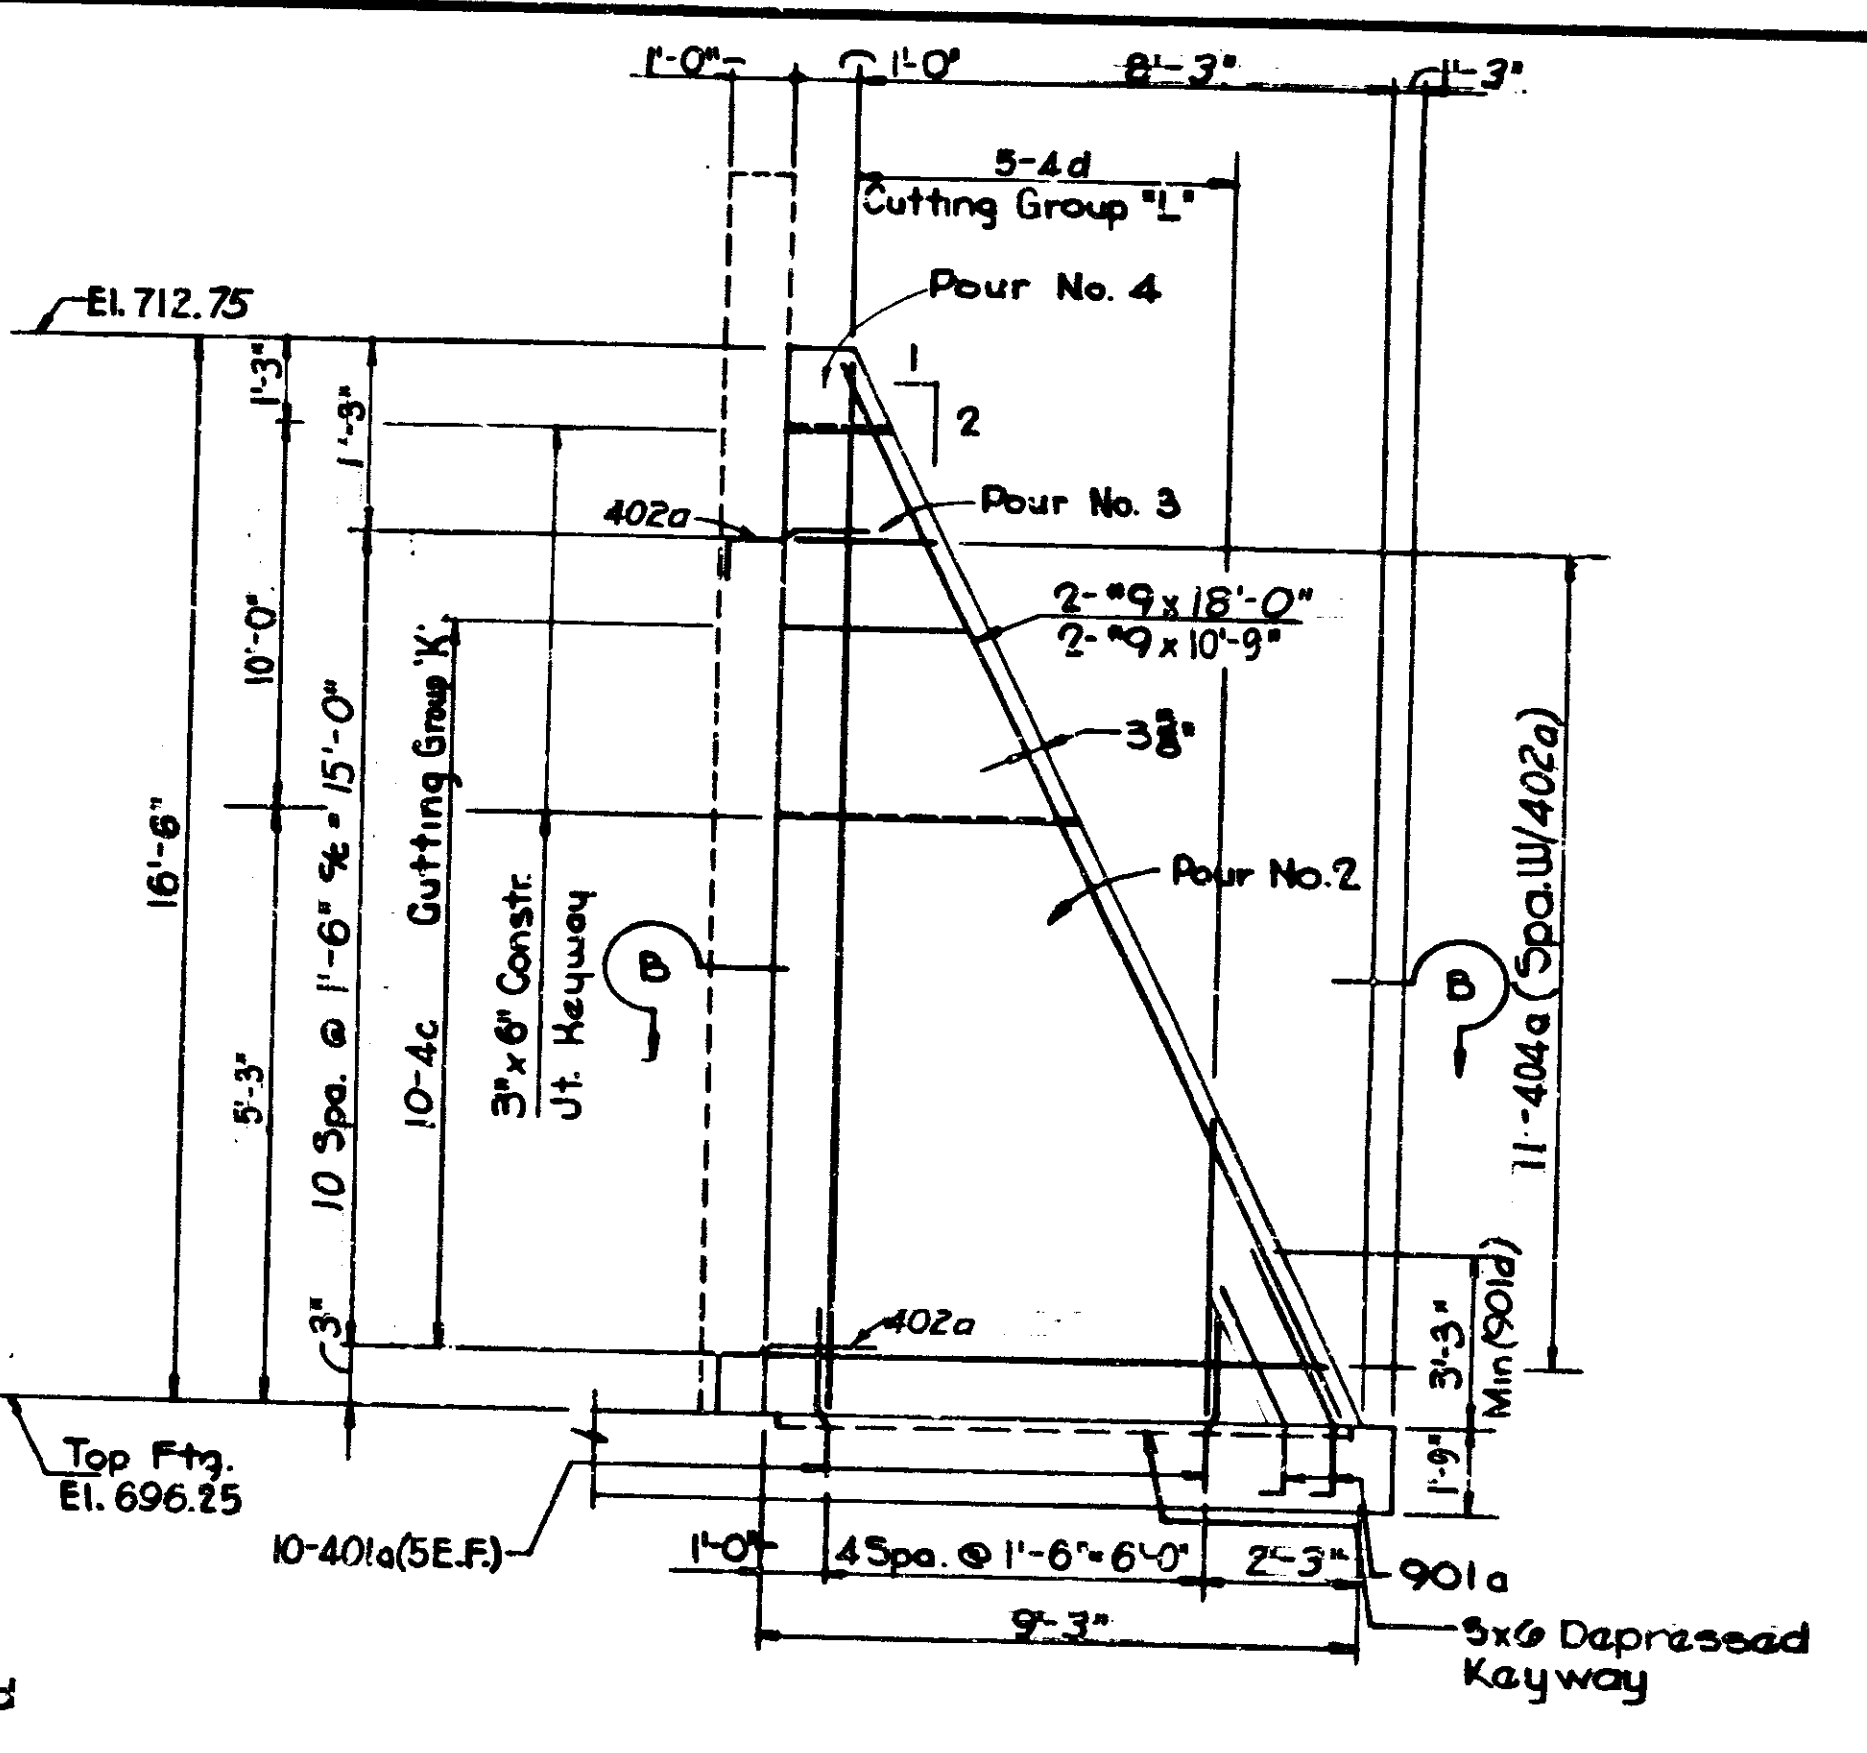 1'-0"
1'-0"
8'-3"
1'-3"
5-4d
Cutting Group "L"
Pour No. 4
El. 712.75
1
2
1'-3"
1'-3"
402a
Pour No. 3
2-#9 x 18'-0"
2-#9 x 10'-9"
3 3/8"
10'-0"
16'-6"
10 Spa. @ 1'-6" % = 15'-0"
10-4c Cutting Group 'K'
3" x 6" Constr.
Jt. Keyway
Pour No. 2
B
B
11-404a (Spa. W/402a)
5'-3"
3"
402a
3'-3"
Min (901d)
1'-9"
Top Ftg.
El. 696.25
10-401a (5 E.F.)
1'-0"
4 Spa. @ 1'-6" = 6'-0"
2'-3"
901a
9'-3"
3x6 Depressed
Keyway